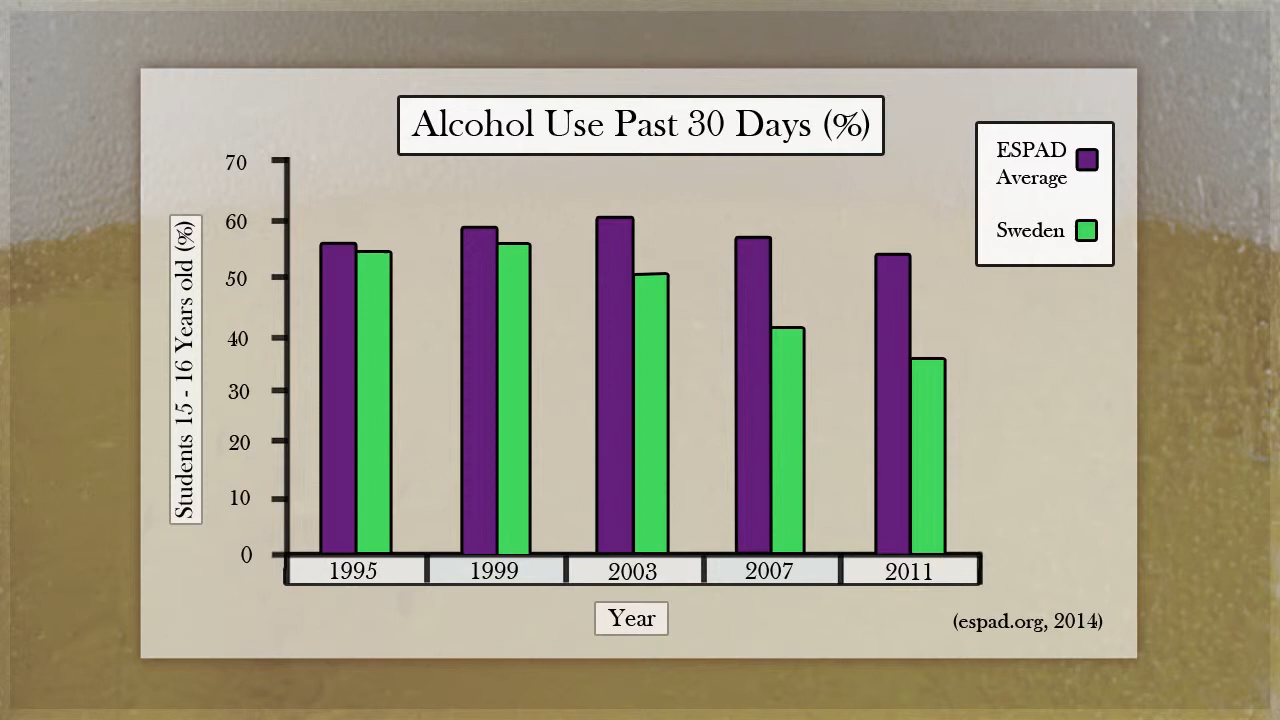 Alcohol Use Past 30 Days (%)
ESPAD
Average
Sweden
Students 15 - 16 Years old (%)
70
60
50
40
30
20
10
0
1995 1999 2003 2007 2011
Year
(espad.org, 2014)